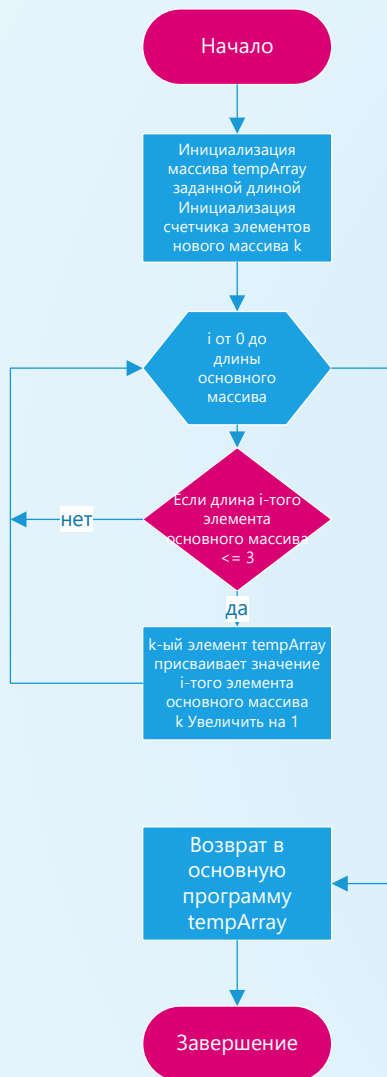 Начало
Инициализация
массива tempArray
заданной длиной
Инициализация
счетчика элементов
нового массива k
i от 0 до
длины
основного
массива
Если длина i-того
элемента
основного массива
<= 3
нет
да
k-ый элемент tempArray
присваивает значение
i-того элемента
основного массива
k Увеличить на 1
Возврат в
основную
программу
tempArray
Завершение